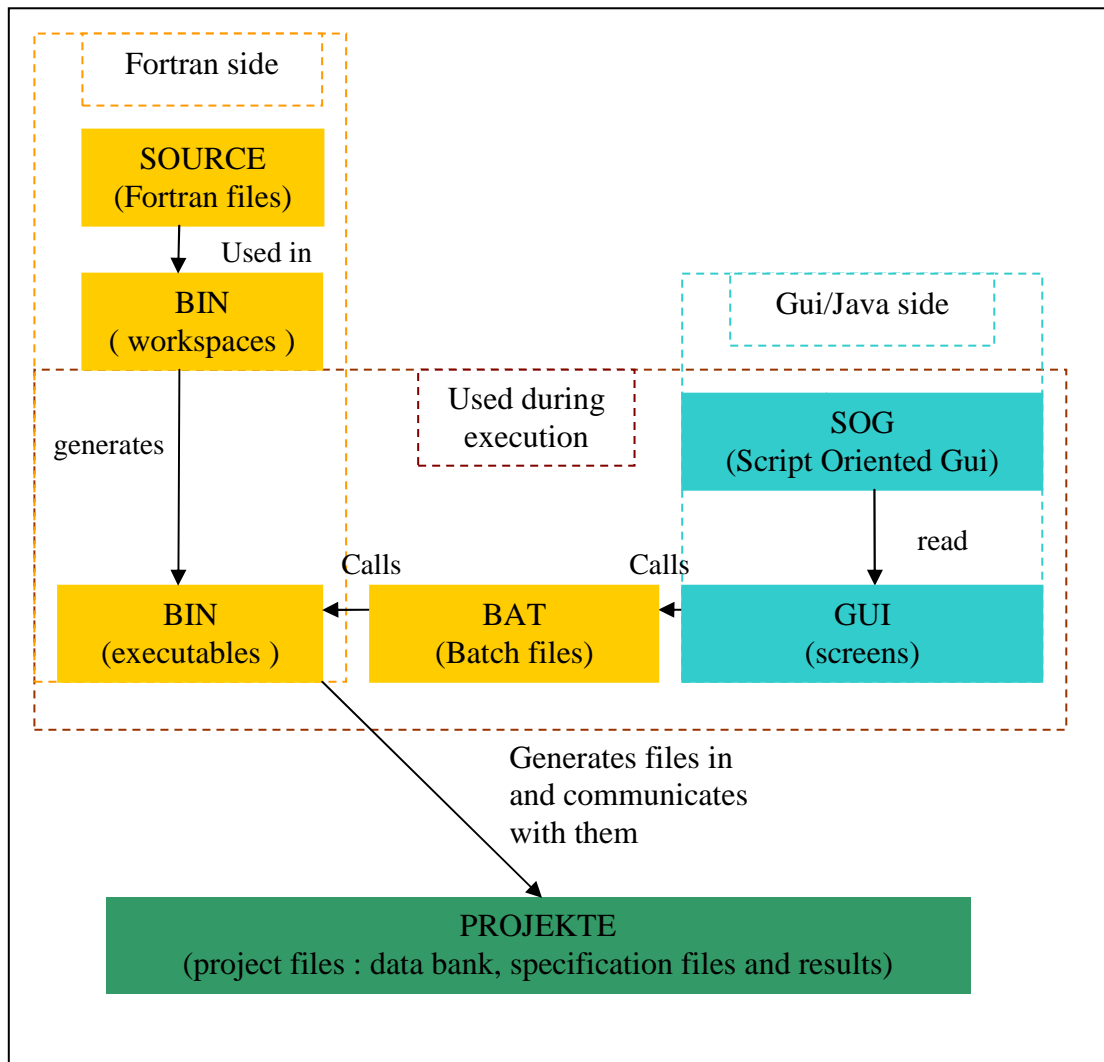 Fortran side
SOURCE
(Fortran files)
Used in
BIN
( workspaces )
Gui/Java side
Used during
execution
SOG
(Script Oriented Gui)
generates
read
Calls
Calls
BIN
(executables )
BAT
(Batch files)
GUI
(screens)
Generates files in
and communicates
with them
PROJEKTE
(project files : data bank, specification files and results)